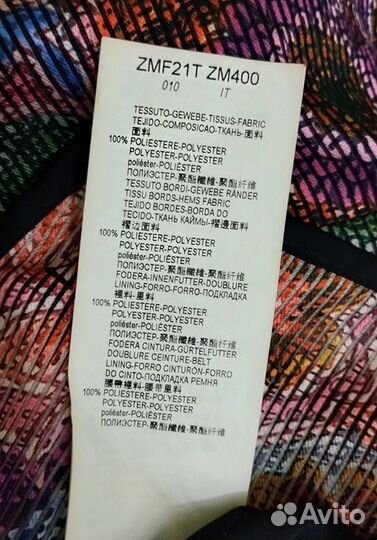 ZMF21T ZM400
010 IT
TESSUTO-GEWEBE-TISSUS-FABRIC
TEJIDO-COMPOSICAO-ТКАНЬ-面料
面料
100% POLIESTERE-POLYESTER
POLYESTER-POLYESTER
poliéster-POLIÉSTER
ПОЛИЭСТЕР-聚酯纖維-聚酯纤维
TESSUTO BORDI-GEWEBE RÄNDER
TISSU BORDS-HEMS FABRIC
TEJIDO BORDES-BORDA DO
TECIDO-ТКАНЬ КАЙМЫ-褶邊面料
褶边面料
100% POLIESTERE-POLYESTER
POLYESTER-POLYESTER
poliéster-POLIÉSTER
ПОЛИЭСТЕР-聚酯纖維-聚酯纤维
FODERA-INNENFUTTER-DOUBLURE
LINING-FORRO-FORRO-ПОДКЛАДКА
裡料-里料
100% POLIESTERE-POLYESTER
POLYESTER-POLYESTER
poliéster-POLIÉSTER
ПОЛИЭСТЕР-聚酯纖維-聚酯纤维
FODERA CINTURA-GÜRTELFUTTER
DOUBLURE CEINTURE-BELT
LINING-FORRO CINTURÓN-FORRO
DO CINTO-ПОДКЛАДКА РЕМНЯ
腰帶裡料-腰带里料
100% POLIESTERE-POLYESTER
POLYESTER-POLYESTER
poliéster-POLIÉSTER
ПОЛИЭСТЕР-聚酯纖維-聚酯纤维
Avito